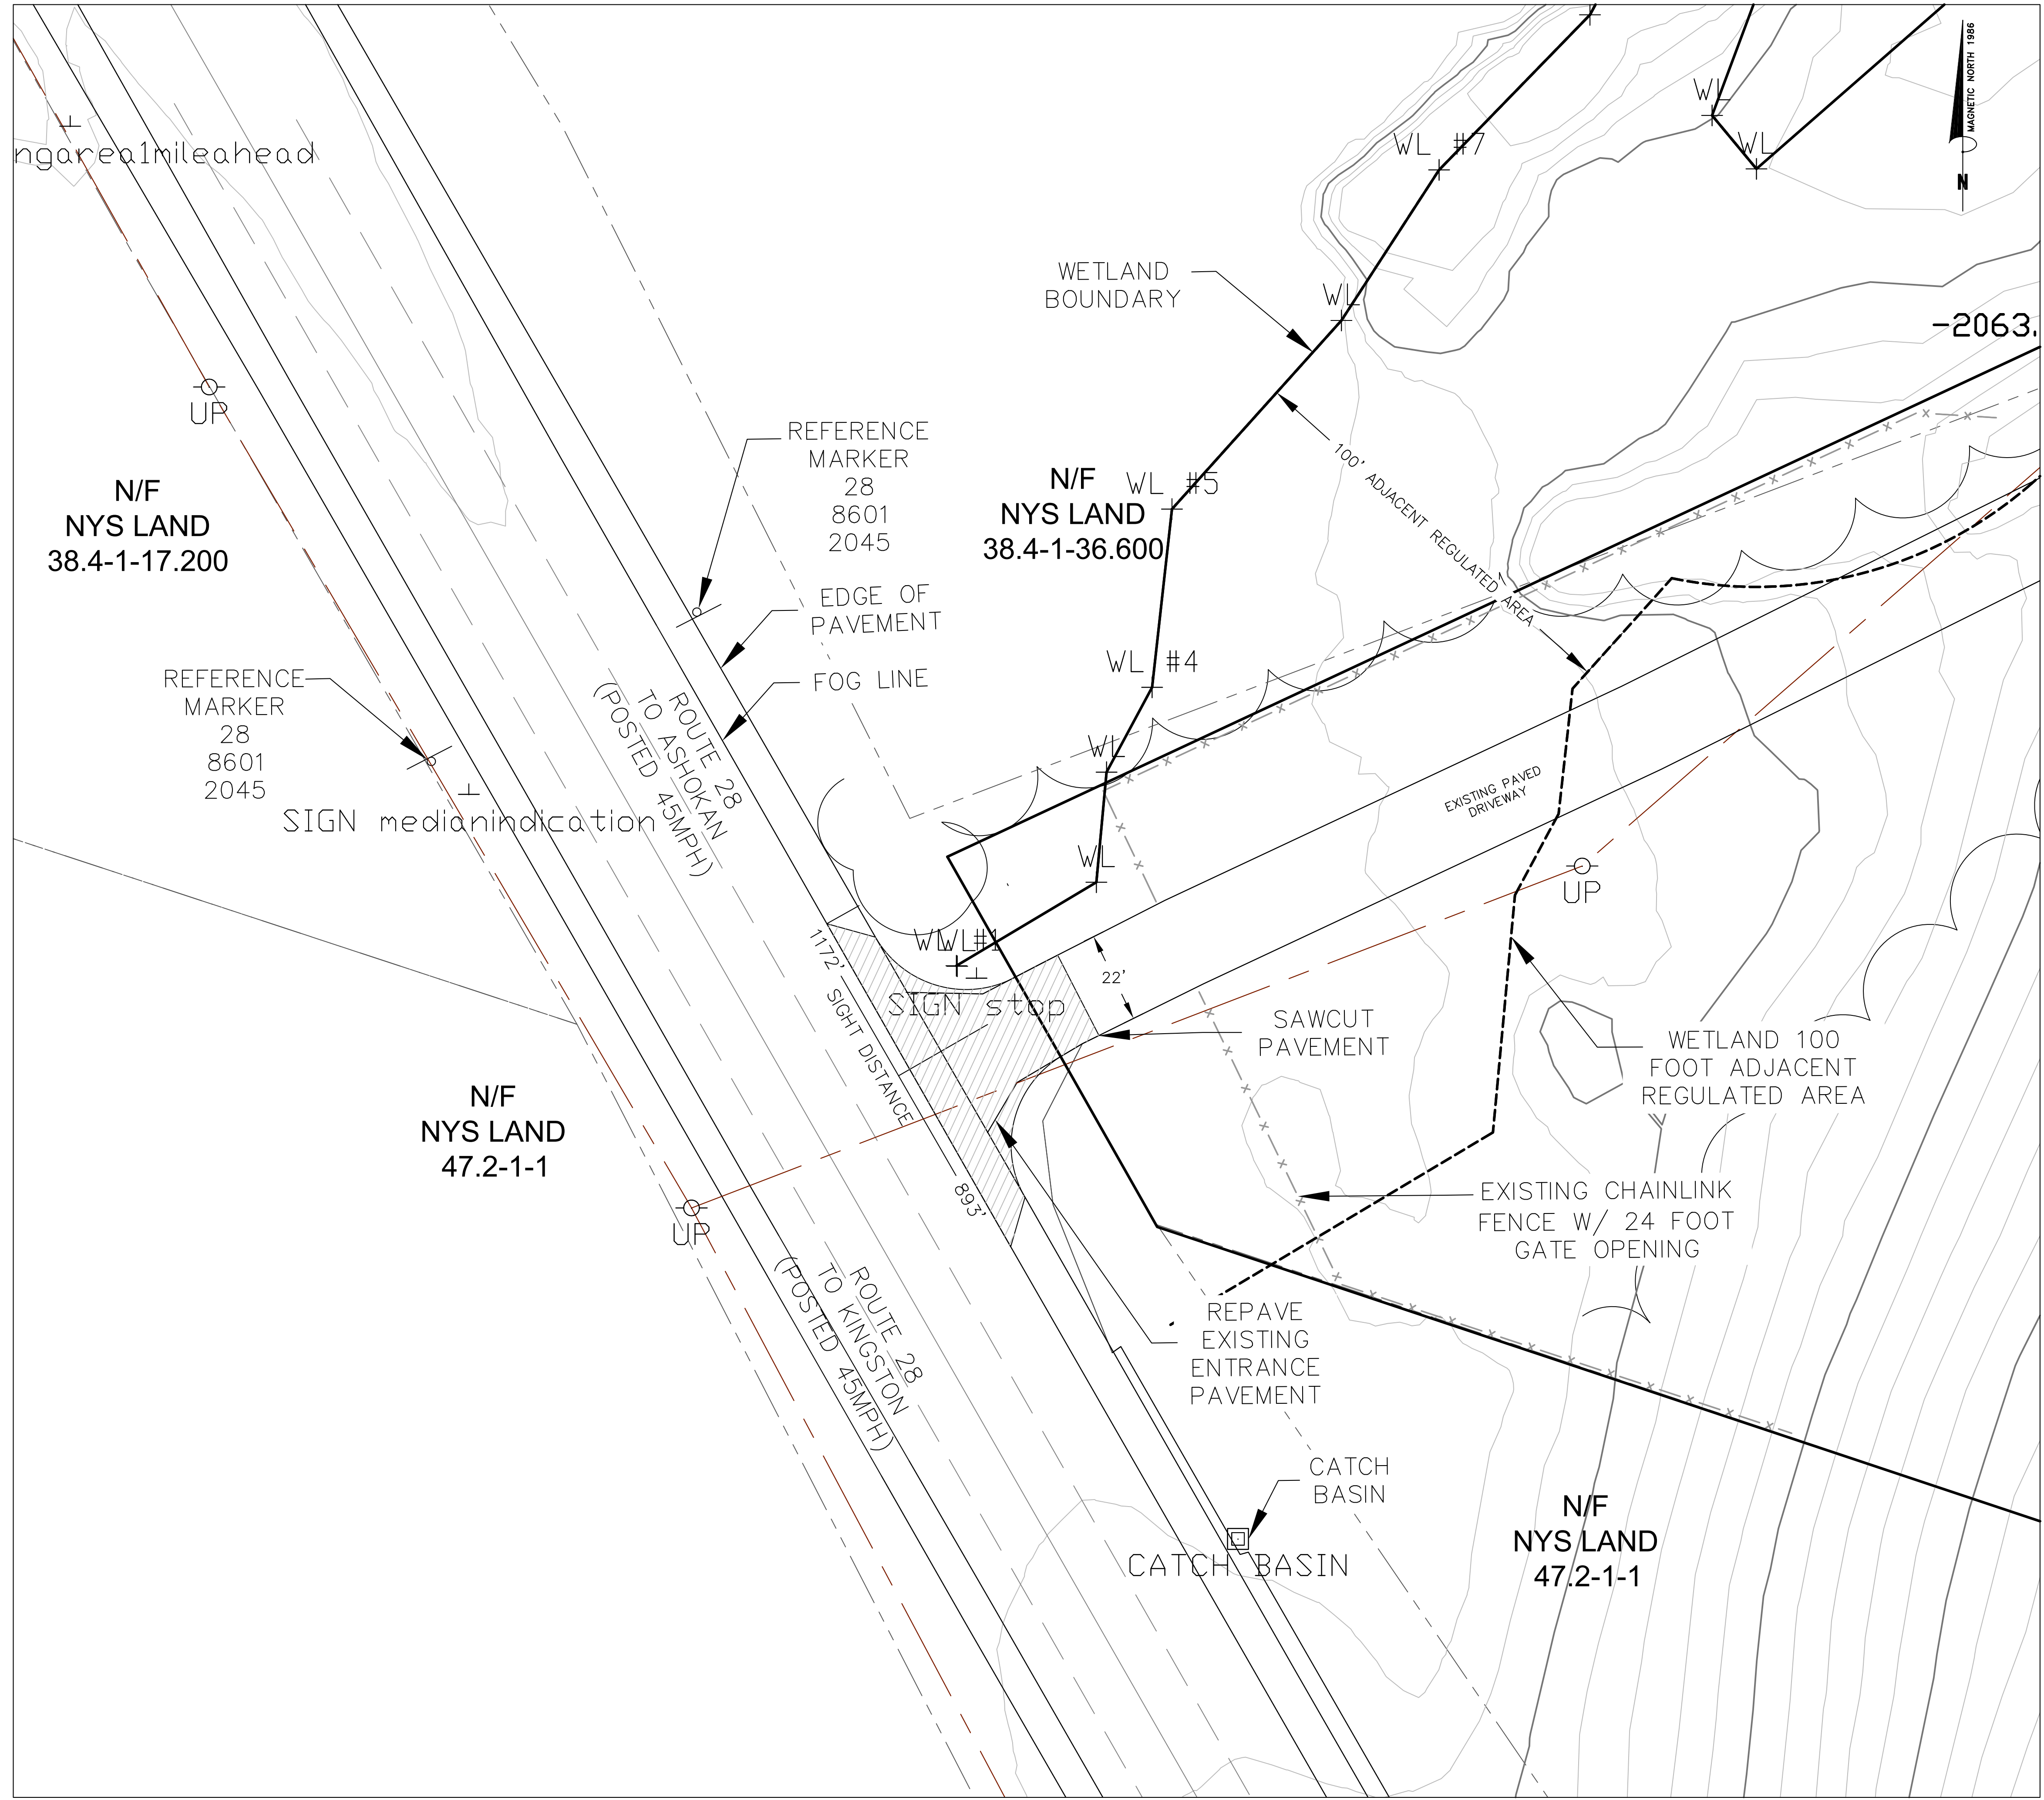 MAGNETIC NORTH 1986
N
WL
WL
WL #7
ngarea1mileahead
WETLAND
BOUNDARY
WL
-2063.
UP
REFERENCE
MARKER
28
8601
2045
N/F
NYS LAND
38.4-1-17.200
N/F
NYS LAND
38.4-1-36.600
WL #5
100' ADJACENT REGULATED AREA
EDGE OF
PAVEMENT
FOG LINE
WL #4
REFERENCE
MARKER
28
8601
2045
SIGN medianindication
ROUTE 28
TO ASHOKAN
(POSTED 45MPH)
WL
EXISTING PAVED
DRIVEWAY
WL
UP
WL
WL#1
22'
SIGN stop
1172' SIGHT DISTANCE
893'
SAWCUT
PAVEMENT
WETLAND 100
FOOT ADJACENT
REGULATED AREA
N/F
NYS LAND
47.2-1-1
UP
EXISTING CHAINLINK
FENCE W/ 24 FOOT
GATE OPENING
ROUTE 28
TO KINGSTON
(POSTED 45MPH)
REPAVE
EXISTING
ENTRANCE
PAVEMENT
CATCH
BASIN
CATCH BASIN
N/F
NYS LAND
47.2-1-1